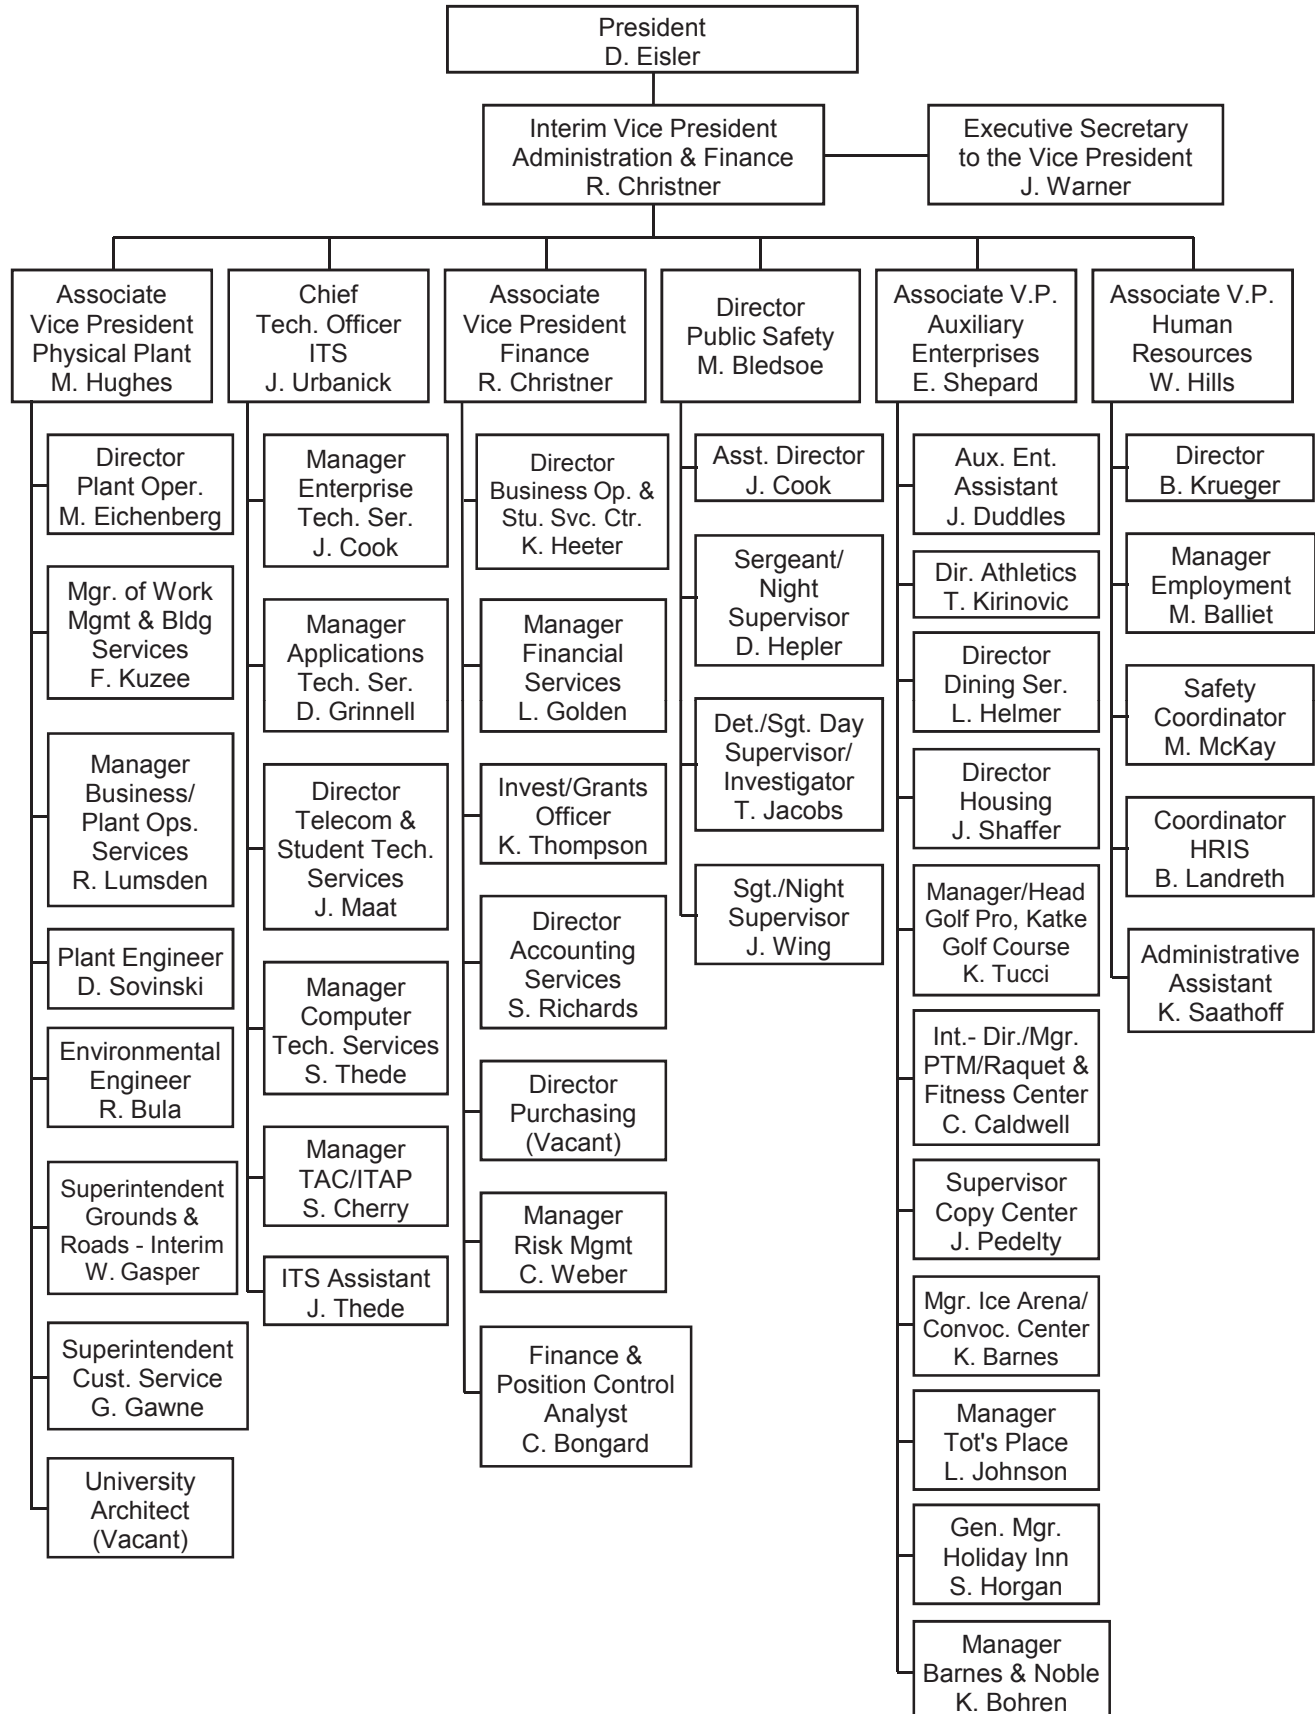 President
D. Eisler
Interim Vice President
Administration & Finance
R. Christner
Executive Secretary
to the Vice President
J. Warner
Associate
Vice President
Physical Plant
M. Hughes
Director
Plant Oper.
M. Eichenberg
Mgr. of Work
Mgmt & Bldg
Services
F. Kuzee
Manager
Business/
Plant Ops.
Services
R. Lumsden
Plant Engineer
D. Sovinski
Environmental
Engineer
R. Bula
Superintendent
Grounds &
Roads - Interim
W. Gasper
Superintendent
Cust. Service
G. Gawne
University
Architect
(Vacant)
Chief
Tech. Officer
ITS
J. Urbanick
Manager
Enterprise
Tech. Ser.
J. Cook
Manager
Applications
Tech. Ser.
D. Grinnell
Director
Telecom &
Student Tech.
Services
J. Maat
Manager
Computer
Tech. Services
S. Thede
Manager
TAC/ITAP
S. Cherry
ITS Assistant
J. Thede
Associate
Vice President
Finance
R. Christner
Director
Business Op. &
Stu. Svc. Ctr.
K. Heeter
Manager
Financial
Services
L. Golden
Invest/Grants
Officer
K. Thompson
Director
Accounting
Services
S. Richards
Director
Purchasing
(Vacant)
Manager
Risk Mgmt
C. Weber
Finance &
Position Control
Analyst
C. Bongard
Director
Public Safety
M. Bledsoe
Asst. Director
J. Cook
Sergeant/
Night
Supervisor
D. Hepler
Det./Sgt. Day
Supervisor/
Investigator
T. Jacobs
Sgt./Night
Supervisor
J. Wing
Associate V.P.
Auxiliary
Enterprises
E. Shepard
Aux. Ent.
Assistant
J. Duddles
Dir. Athletics
T. Kirinovic
Director
Dining Ser.
L. Helmer
Director
Housing
J. Shaffer
Manager/Head
Golf Pro, Katke
Golf Course
K. Tucci
Int.- Dir./Mgr.
PTM/Raquet &
Fitness Center
C. Caldwell
Supervisor
Copy Center
J. Pedelty
Mgr. Ice Arena/
Convoc. Center
K. Barnes
Manager
Tot's Place
L. Johnson
Gen. Mgr.
Holiday Inn
S. Horgan
Manager
Barnes & Noble
K. Bohren
Associate V.P.
Human
Resources
W. Hills
Director
B. Krueger
Manager
Employment
M. Balliet
Safety
Coordinator
M. McKay
Coordinator
HRIS
B. Landreth
Administrative
Assistant
K. Saathoff